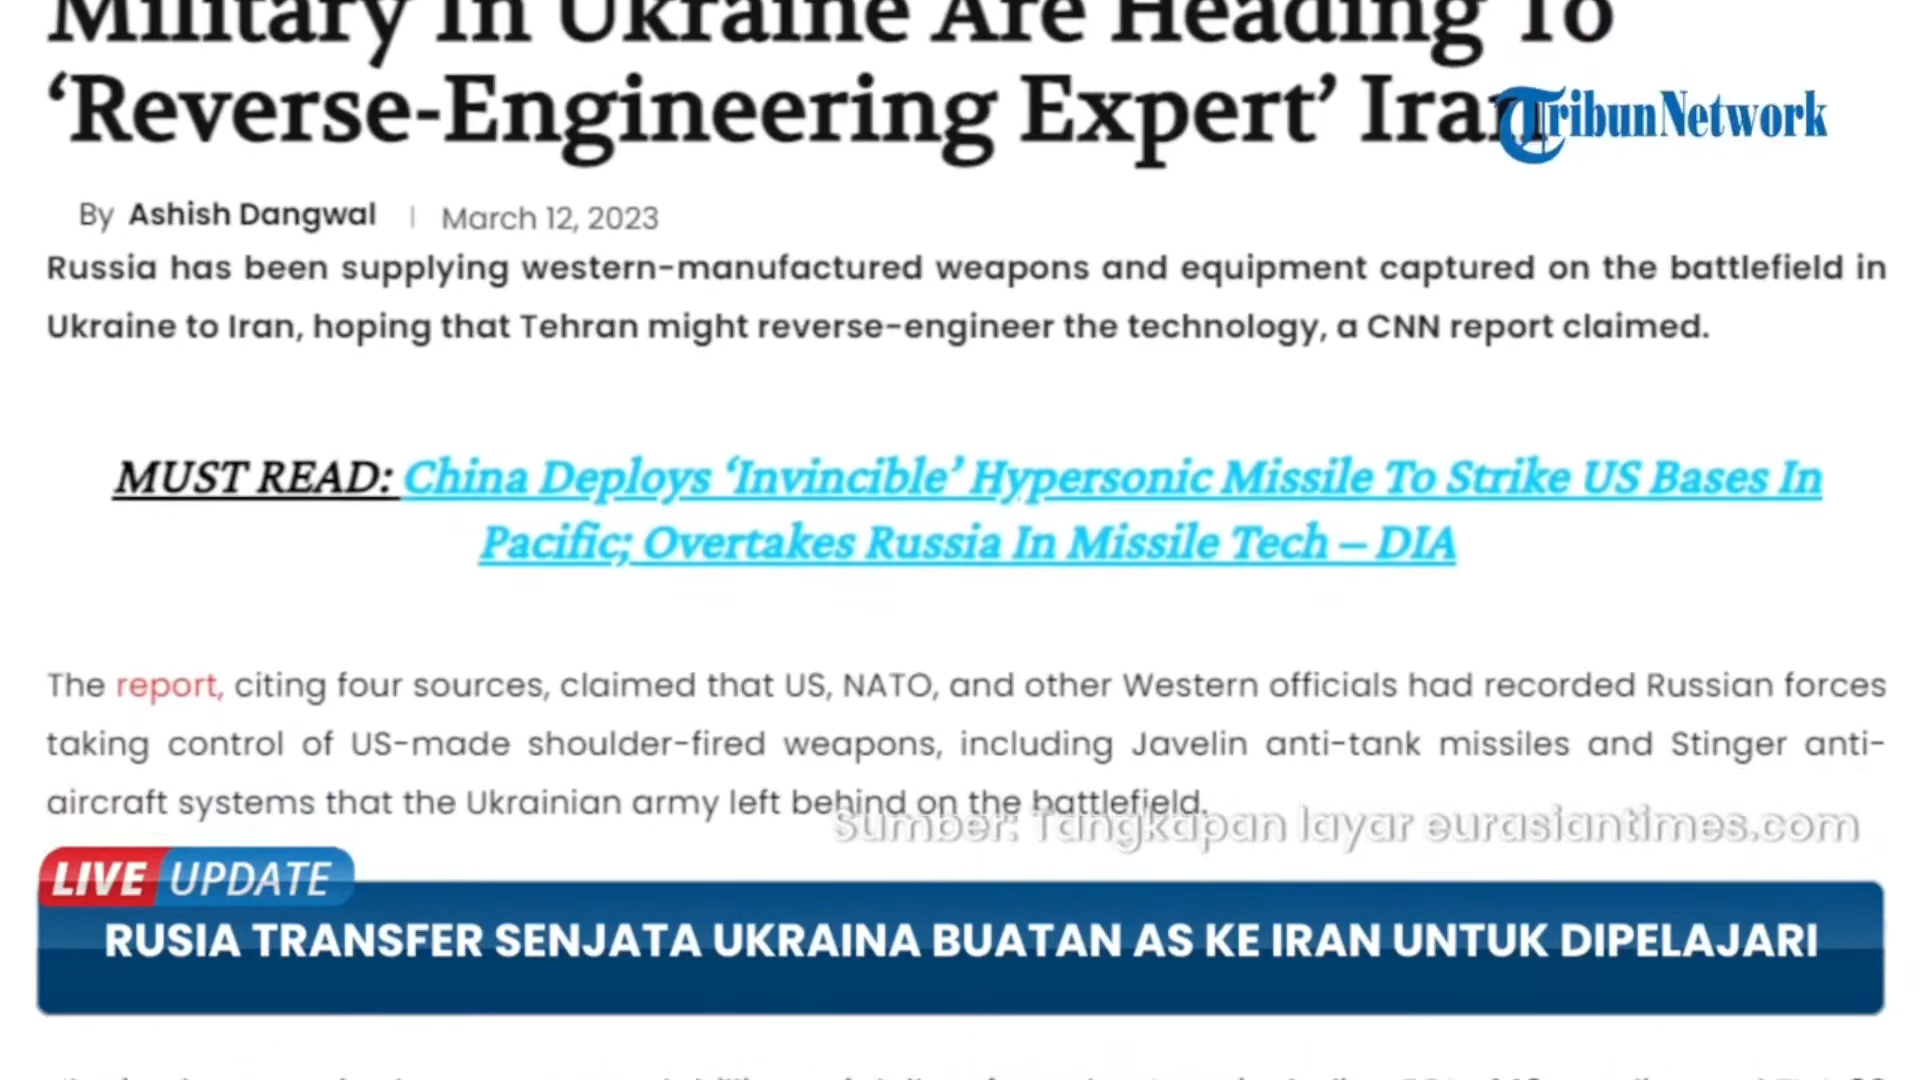 Military In Ukraine Are Heading To
‘Reverse-Engineering Expert’ Iran
TribunNetwork
By Ashish Dangwal | March 12, 2023
Russia has been supplying western-manufactured weapons and equipment captured on the battlefield in
Ukraine to Iran, hoping that Tehran might reverse-engineer the technology, a CNN report claimed.
MUST READ: China Deploys ‘Invincible’ Hypersonic Missile To Strike US Bases In
Pacific; Overtakes Russia In Missile Tech – DIA
The report, citing four sources, claimed that US, NATO, and other Western officials had recorded Russian forces
taking control of US-made shoulder-fired weapons, including Javelin anti-tank missiles and Stinger anti-
aircraft systems that the Ukrainian army left behind on the battlefield.
Sumber: Tangkapan layar eurasiantimes.com
LIVE UPDATE
RUSIA TRANSFER SENJATA UKRAINA BUATAN AS KE IRAN UNTUK DIPELAJARI